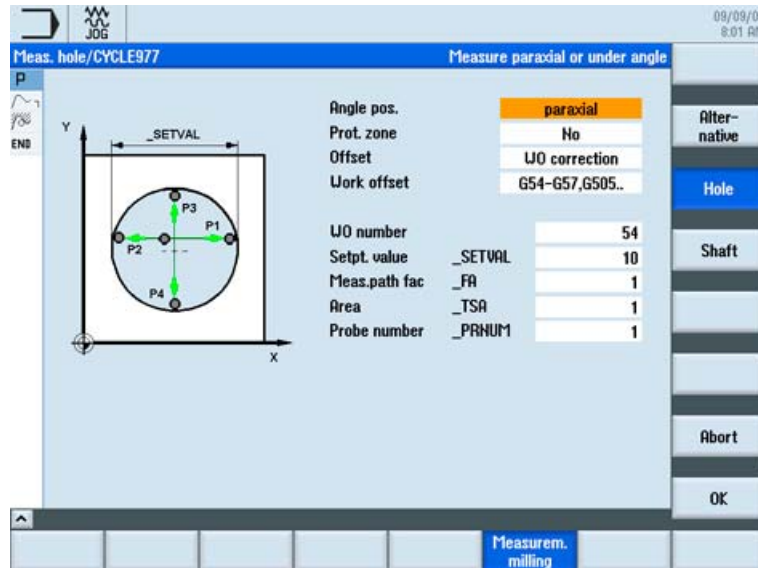 JOG
09/09/0
8:01 AM
Meas. hole/CYCLE977
Measure paraxial or under angle
P
END
Y
_SETVAL
P3
P1
P2
P4
X
Angle pos. paraxial
Prot. zone No
Offset WO correction
Work offset G54-G57,G505..
WO number 54
Setpt. value _SETVAL 10
Meas.path fac _FA 1
Area _TSA 1
Probe number _PRNUM 1
Alter-
native
Hole
Shaft
Abort
OK
Measurem.
milling